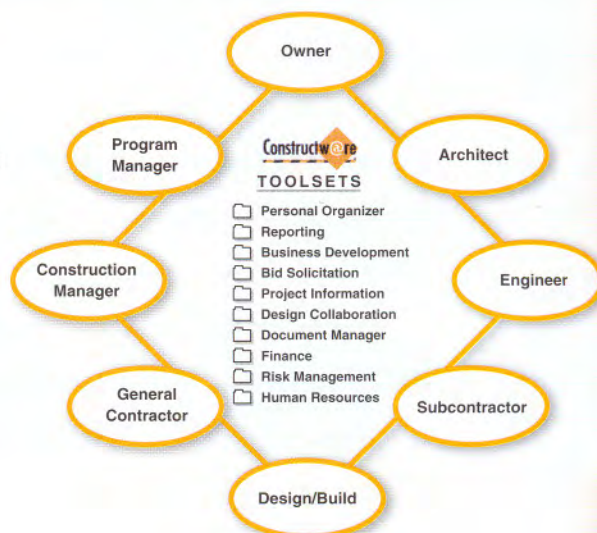 Owner
Program
Manager
Architect
Constructw@re
TOOLSETS
Personal Organizer
Reporting
Business Development
Bid Solicitation
Project Information
Design Collaboration
Document Manager
Finance
Risk Management
Human Resources
Construction
Manager
Engineer
General
Contractor
Subcontractor
Design/Build